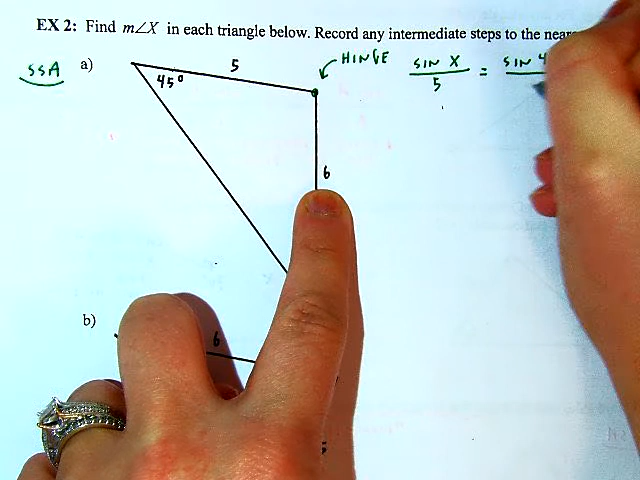 EX 2: Find m∠X in each triangle below. Record any intermediate steps to the
SSA a) 5 HINGE SIN X = SIN
45° 5
6
b) 6